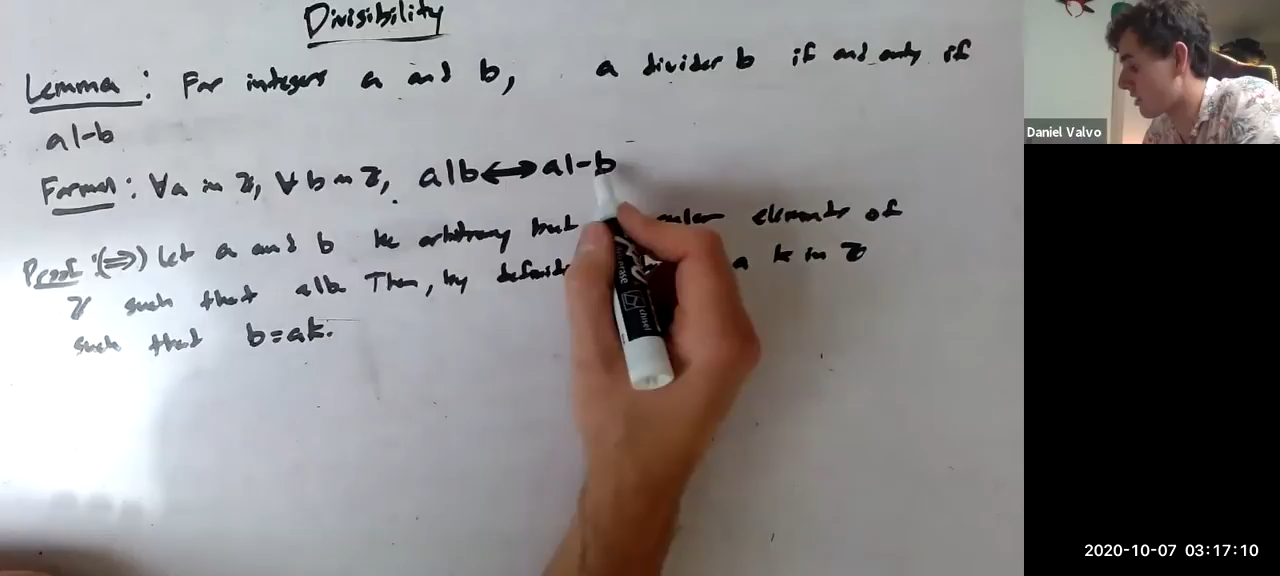 Divisibility
Lemma: For integers a and b, a divides b if and only if
a|-b
Formal: ∀a in ℤ, ∀b in ℤ, a|b ↔ a|-b
Proof: (⇒) Let a and b be arbitrary but elements of
ℤ such that a|b. Then, by a k in ℤ
such that b=ak.
Daniel Valvo
2020-10-07 03:17:10